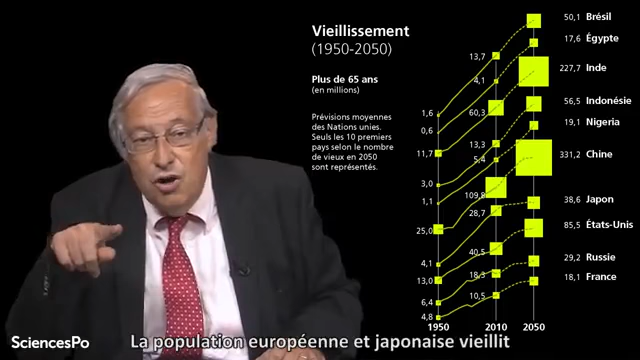 Vieillissement
(1950-2050)
Plus de 65 ans
(en millions)
Prévisions moyennes
des Nations unies.
Seuls les 10 premiers
pays selon le nombre
de vieux en 2050
sont représentés.
1,6 13,7 50,1 Brésil
0,6 4,1 17,6 Égypte
11,7 60,3 227,7 Inde
3,0 13,3 56,5 Indonésie
1,1 5,4 19,1 Nigeria
25,0 109,8 331,2 Chine
4,1 28,7 38,6 Japon
13,0 40,5 85,5 États-Unis
6,4 18,3 29,2 Russie
4,8 10,5 18,1 France
1950 2010 2050
SciencesPo
La population européenne et japonaise vieillit